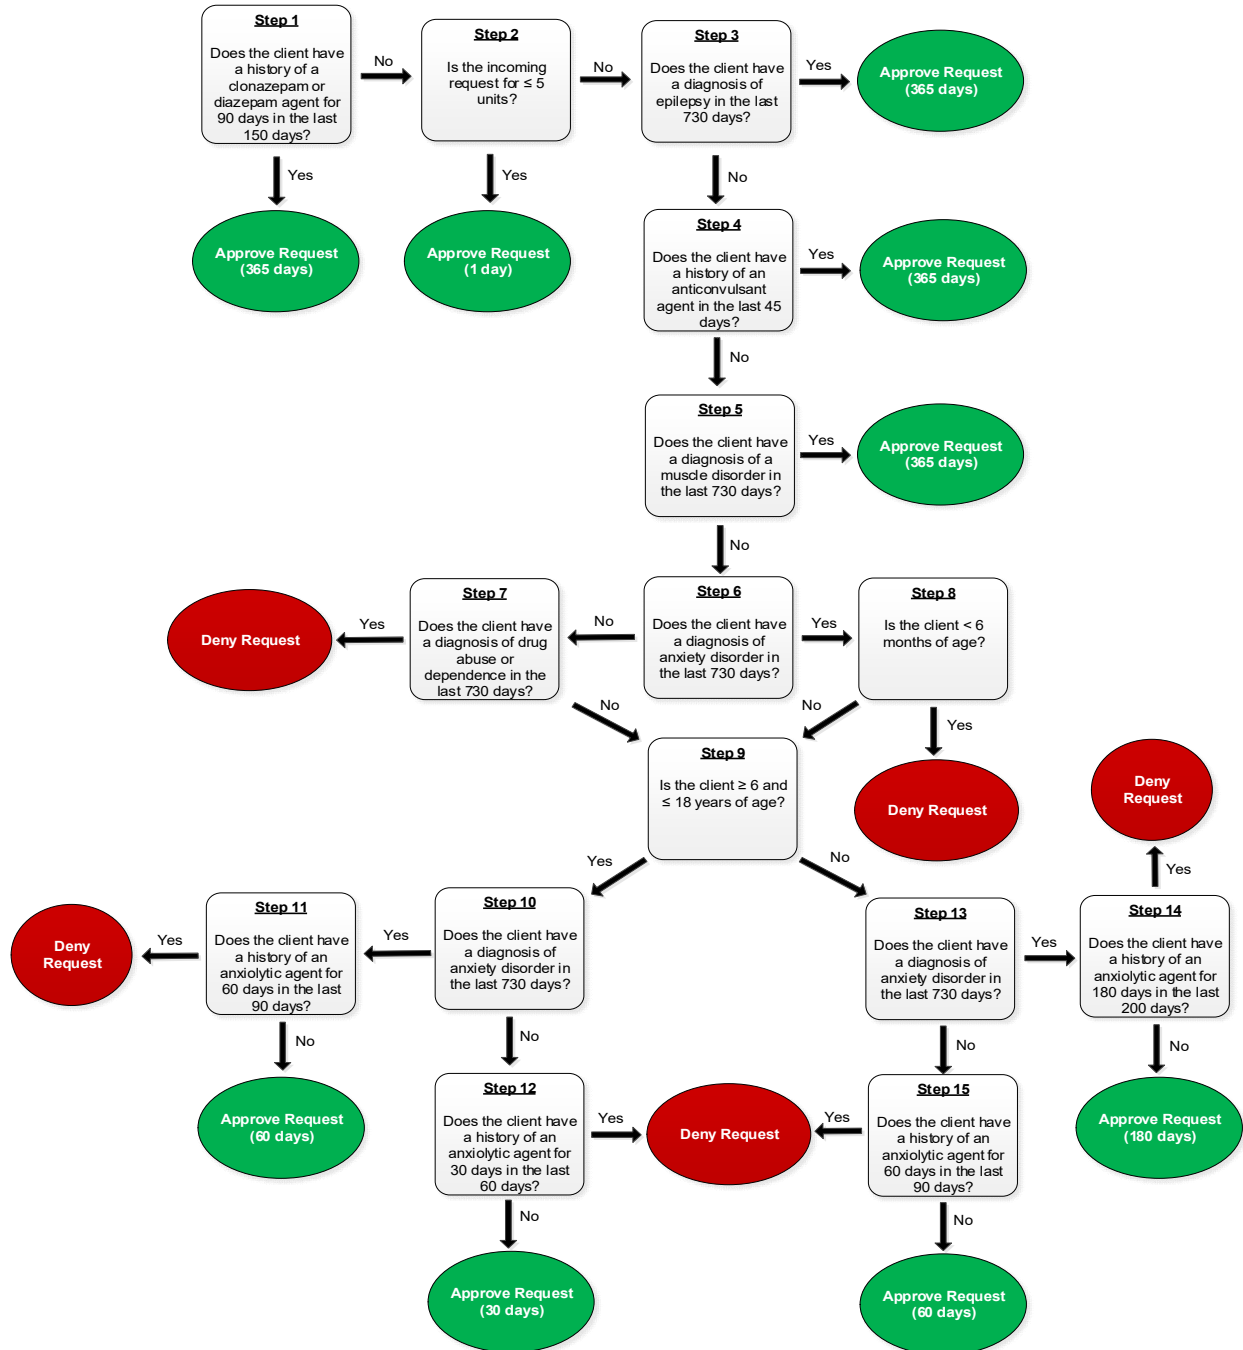 Step 1
Does the client have
a history of a
clonazepam or
diazepam agent for
90 days in the last
150 days?
No
Step 2
Is the incoming
request for ≤ 5
units?
No
Step 3
Does the client have
a diagnosis of
epilepsy in the last
730 days?
Yes
Approve Request
(365 days)
Yes
Approve Request
(365 days)
Yes
Approve Request
(1 day)
No
Step 4
Does the client have
a history of an
anticonvulsant
agent in the last 45
days?
Yes
Approve Request
(365 days)
No
Step 5
Does the client have
a diagnosis of a
muscle disorder in
the last 730 days?
Yes
Approve Request
(365 days)
No
Deny Request
Yes
Step 7
Does the client have
a diagnosis of drug
abuse or
dependence in the
last 730 days?
No
Step 6
Does the client have
a diagnosis of
anxiety disorder in
the last 730 days?
Yes
Step 8
Is the client < 6
months of age?
No
No
Yes
Deny Request
Step 9
Is the client ≥ 6 and
≤ 18 years of age?
Yes
No
Deny
Request
Yes
Deny
Request
Yes
Step 11
Does the client have
a history of an
anxiolytic agent for
60 days in the last
90 days?
Yes
Step 10
Does the client have
a diagnosis of
anxiety disorder in
the last 730 days?
Step 13
Does the client have
a diagnosis of
anxiety disorder in
the last 730 days?
Yes
Step 14
Does the client have
a history of an
anxiolytic agent for
180 days in the last
200 days?
No
Approve Request
(60 days)
No
Step 12
Does the client have
a history of an
anxiolytic agent for
30 days in the last
60 days?
Yes
Deny Request
Yes
No
Step 15
Does the client have
a history of an
anxiolytic agent for
60 days in the last
90 days?
No
Approve Request
(180 days)
No
Approve Request
(30 days)
No
Approve Request
(60 days)